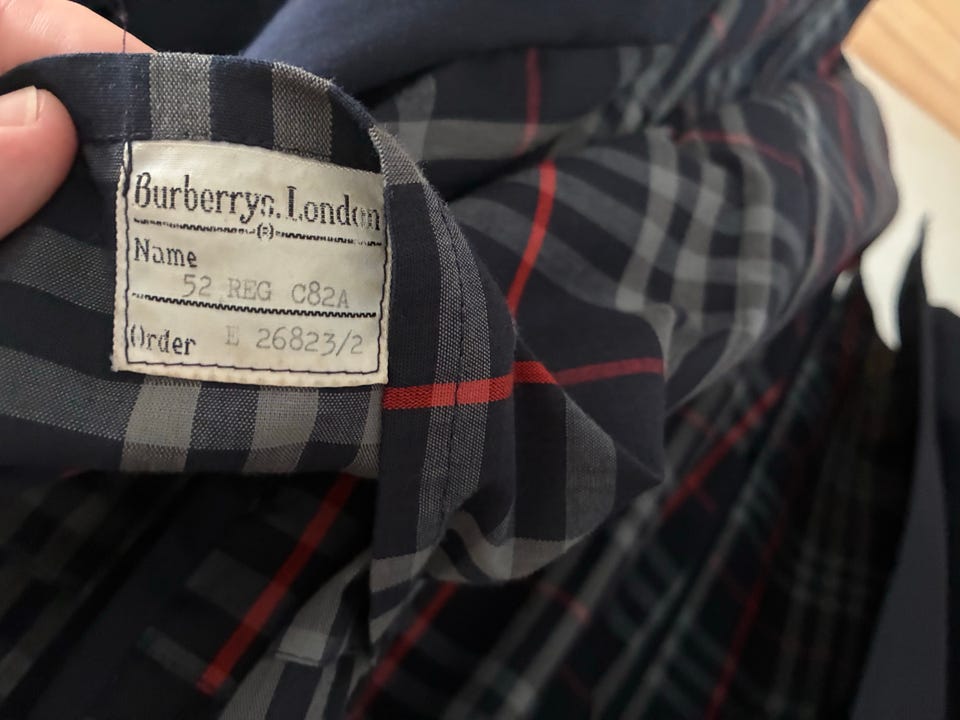 Burberrys. London
®
Name
52 REG C82A
Order E 26823/2